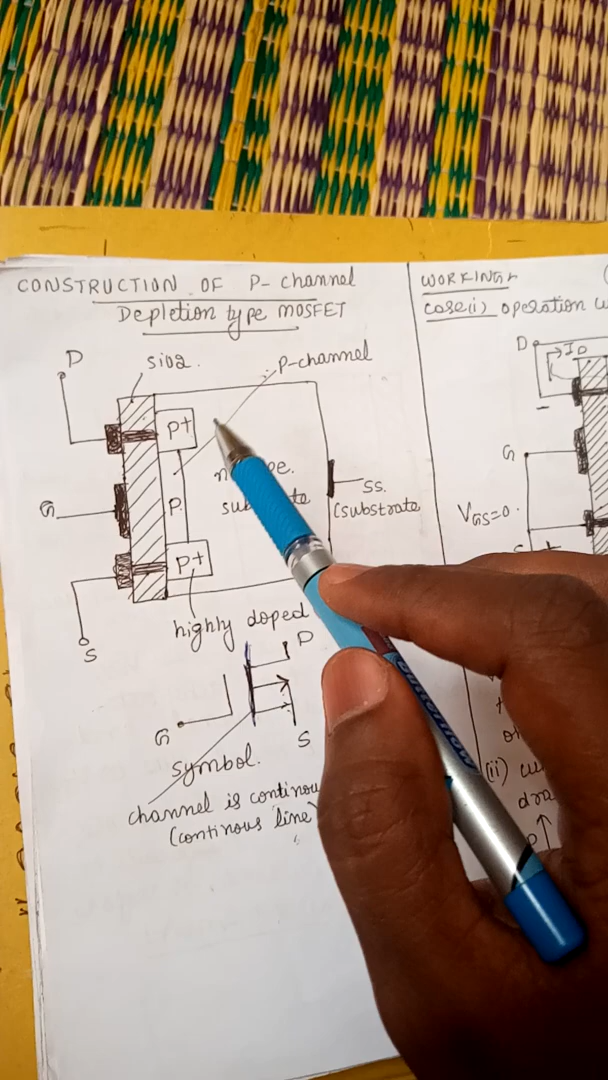 CONSTRUCTION OF P- channel
Depletion type MOSFET
D
SiO2.
P-channel
P+
G
P.
substrate
SS.
(substrate
P+
S
highly doped
D
G
S
symbol.
channel is continou
(continous line)
WORKING
case(i) operation
D
ID
G
VGS=0.
(ii)